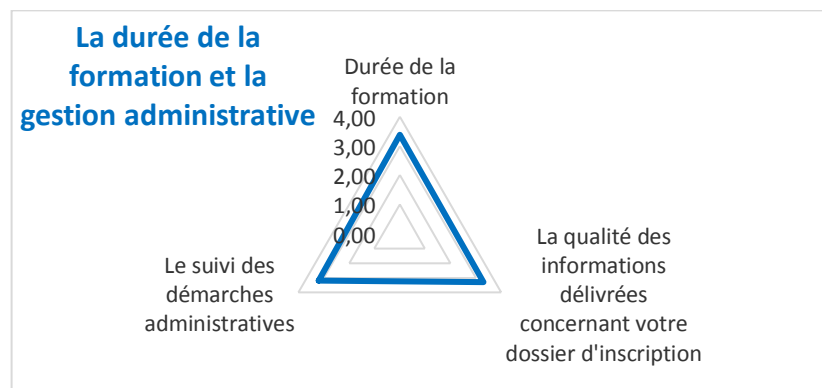 La durée de la
formation et la
gestion administrative
Durée de la
formation
4,00
3,00
2,00
1,00
0,00
La qualité des
informations
délivrées
concernant votre
dossier d'inscription
Le suivi des
démarches
administratives